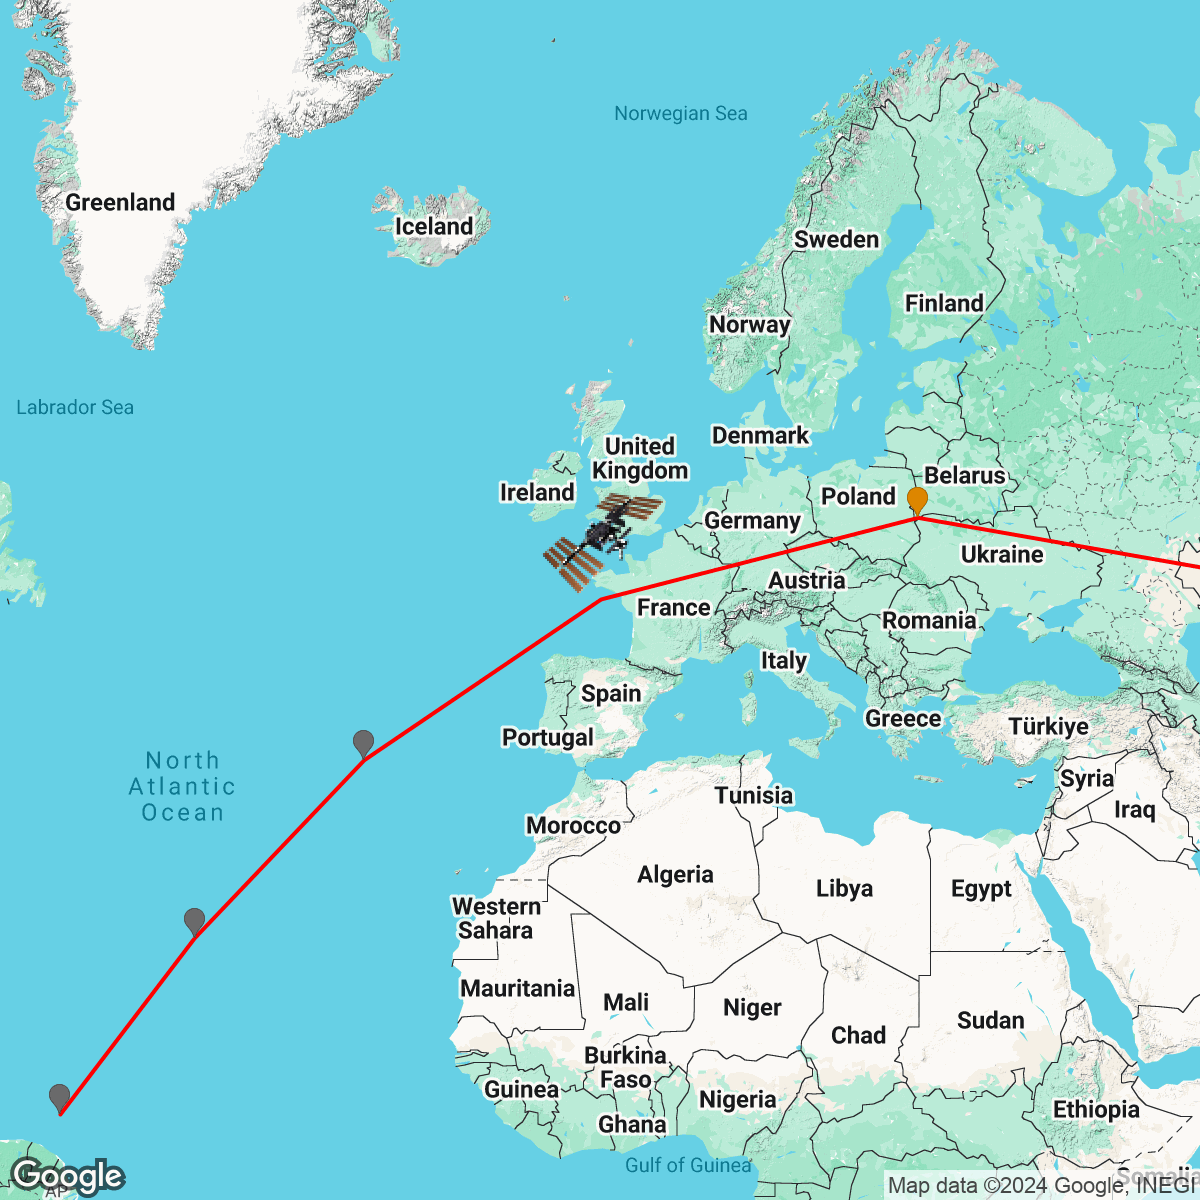 Norwegian Sea
Greenland
Iceland
Sweden
Finland
Norway
Labrador Sea
Denmark
United
Kingdom
Ireland
Belarus
Poland
Germany
Ukraine
Austria
France
Romania
Italy
Spain
Greece
Türkiye
Portugal
North
Atlantic
Ocean
Syria
Iraq
Tunisia
Morocco
Algeria
Libya
Egypt
Western
Sahara
Mauritania
Mali
Niger
Sudan
Chad
Burkina
Faso
Guinea
Nigeria
Ethiopia
Ghana
Gulf of Guinea
Somalia
AP
Google
Map data ©2024 Google, INEGI